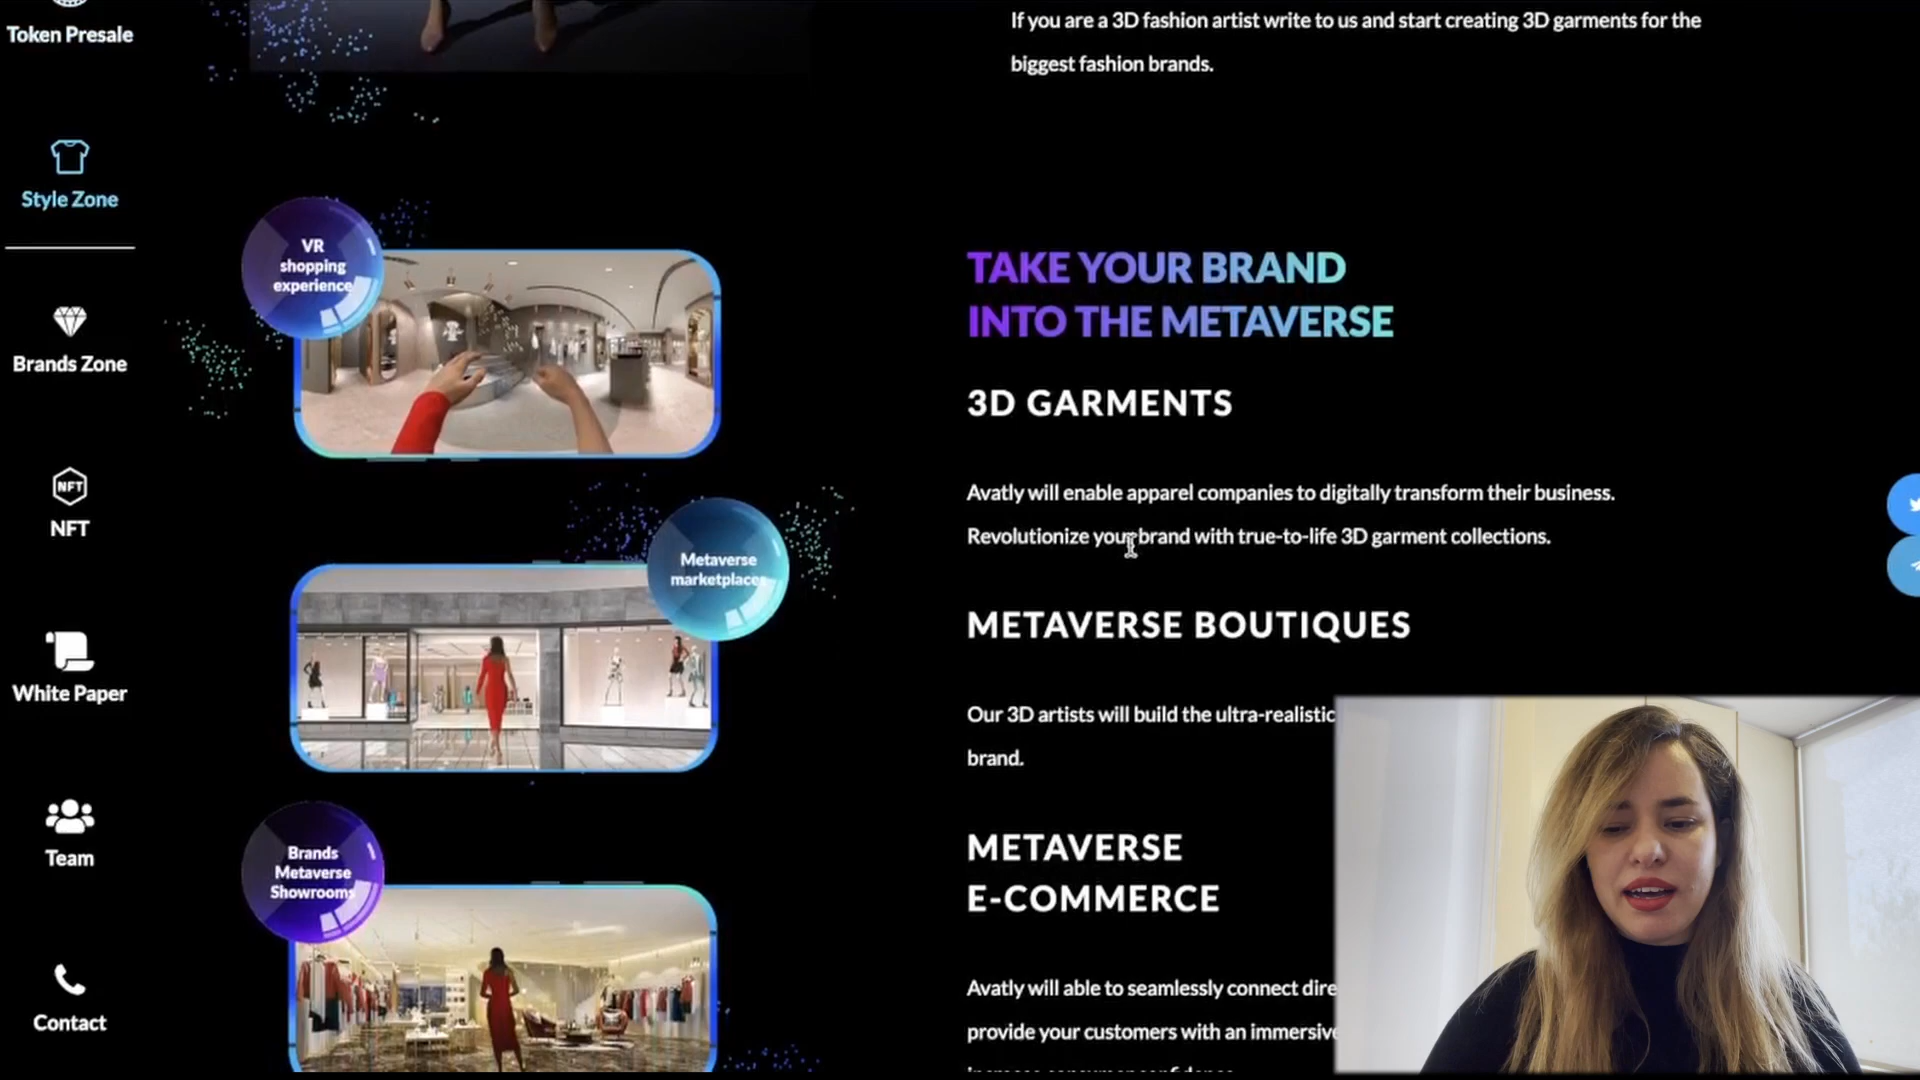 Token Presale
Style Zone
Brands Zone
NFT
NFT
White Paper
Team
Contact
VR
shopping
experience
Metaverse
marketplaces
Brands
Metaverse
Showrooms
If you are a 3D fashion artist write to us and start creating 3D garments for the
biggest fashion brands.
TAKE YOUR BRAND
INTO THE METAVERSE
3D GARMENTS
Avatly will enable apparel companies to digitally transform their business.
Revolutionize your brand with true-to-life 3D garment collections.
METAVERSE BOUTIQUES
Our 3D artists will build the ultra-realistic
brand.
METAVERSE
E-COMMERCE
Avatly will able to seamlessly connect dire
provide your customers with an immersive